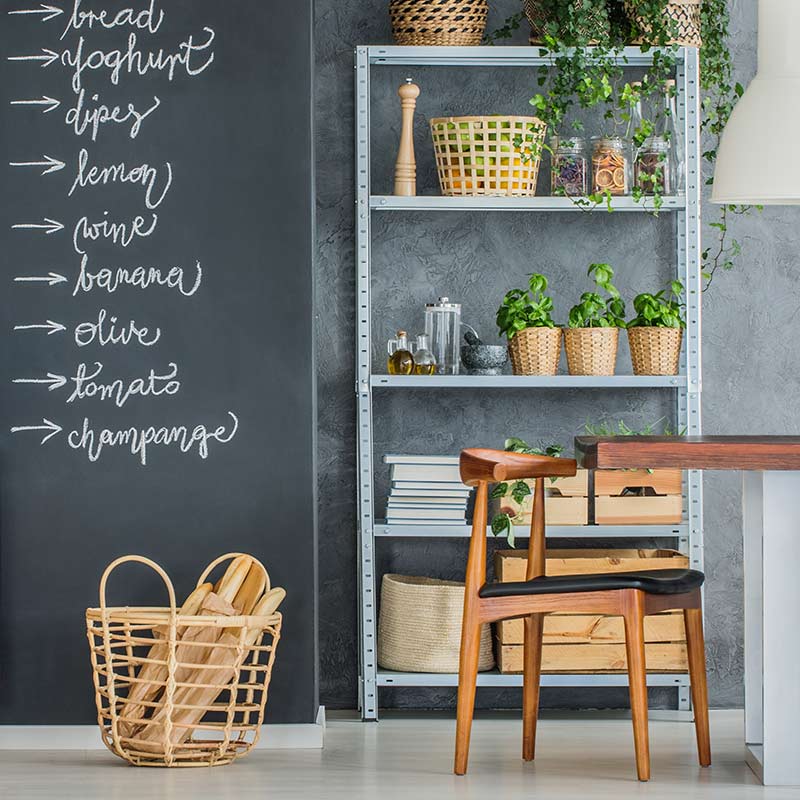 → bread
→ yoghurt
→ dipes
→ lemon
→ wine
→ banana
→ olive
→ tomato
→ champange